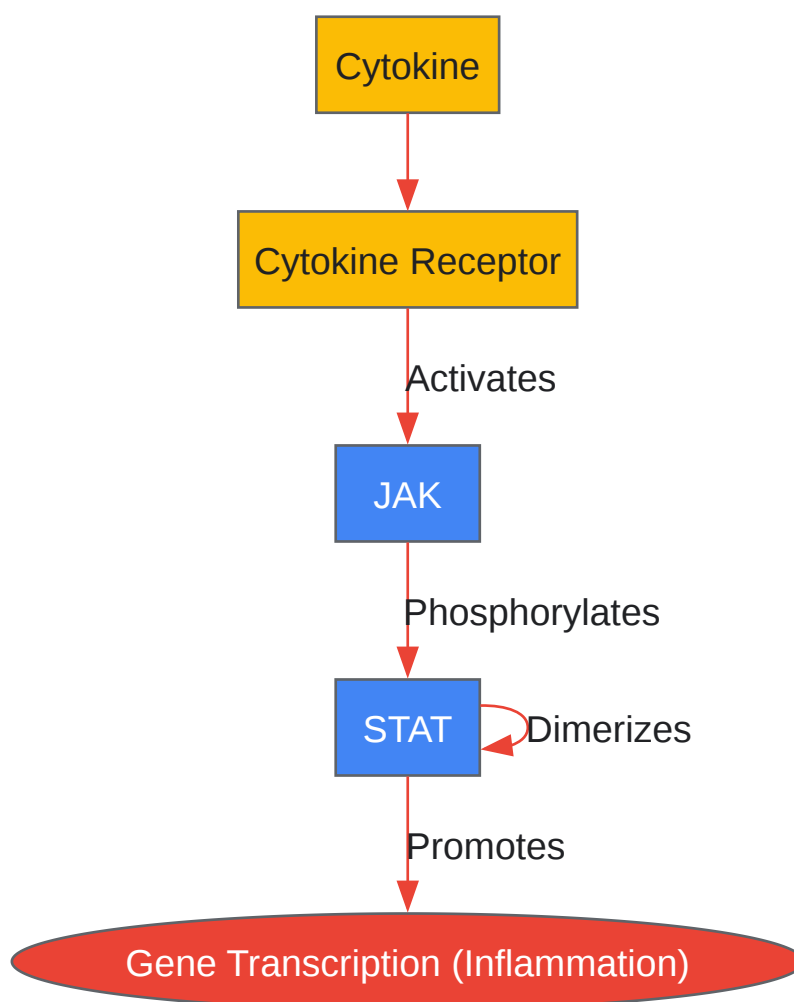 Cytokine
Cytokine Receptor
Activates
JAK
Phosphorylates
STAT
Dimerizes
Promotes
Gene Transcription (Inflammation)